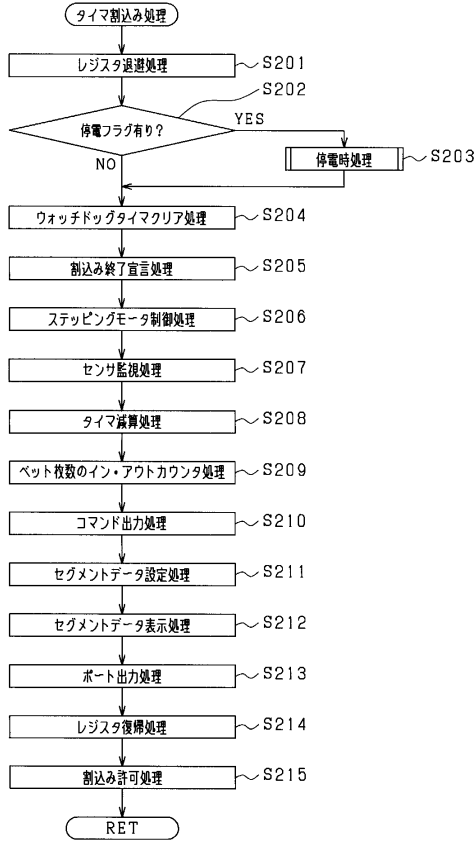 タイマ割込み処理
レジスタ退避処理 S201
S202
停電フラグ有り？ YES
NO
停電時処理 S203
ウォッチドッグタイマクリア処理 S204
割込み終了宣言処理 S205
ステッピングモータ制御処理 S206
センサ監視処理 S207
タイマ減算処理 S208
ベット枚数のイン・アウトカウンタ処理 S209
コマンド出力処理 S210
セグメントデータ設定処理 S211
セグメントデータ表示処理 S212
ポート出力処理 S213
レジスタ復帰処理 S214
割込み許可処理 S215
RET